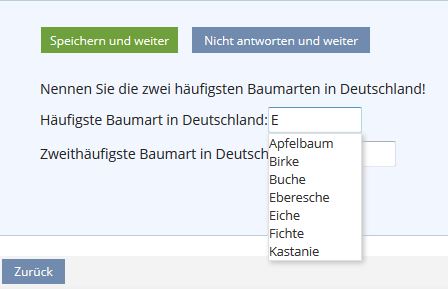 Speichern und weiter
Nicht antworten und weiter
Nennen Sie die zwei häufigsten Baumarten in Deutschland!
Häufigste Baumart in Deutschland: E
Apfelbaum
Zweithäufigste Baumart in Deutsch
Birke
Buche
Eberesche
Eiche
Fichte
Kastanie
Zurück